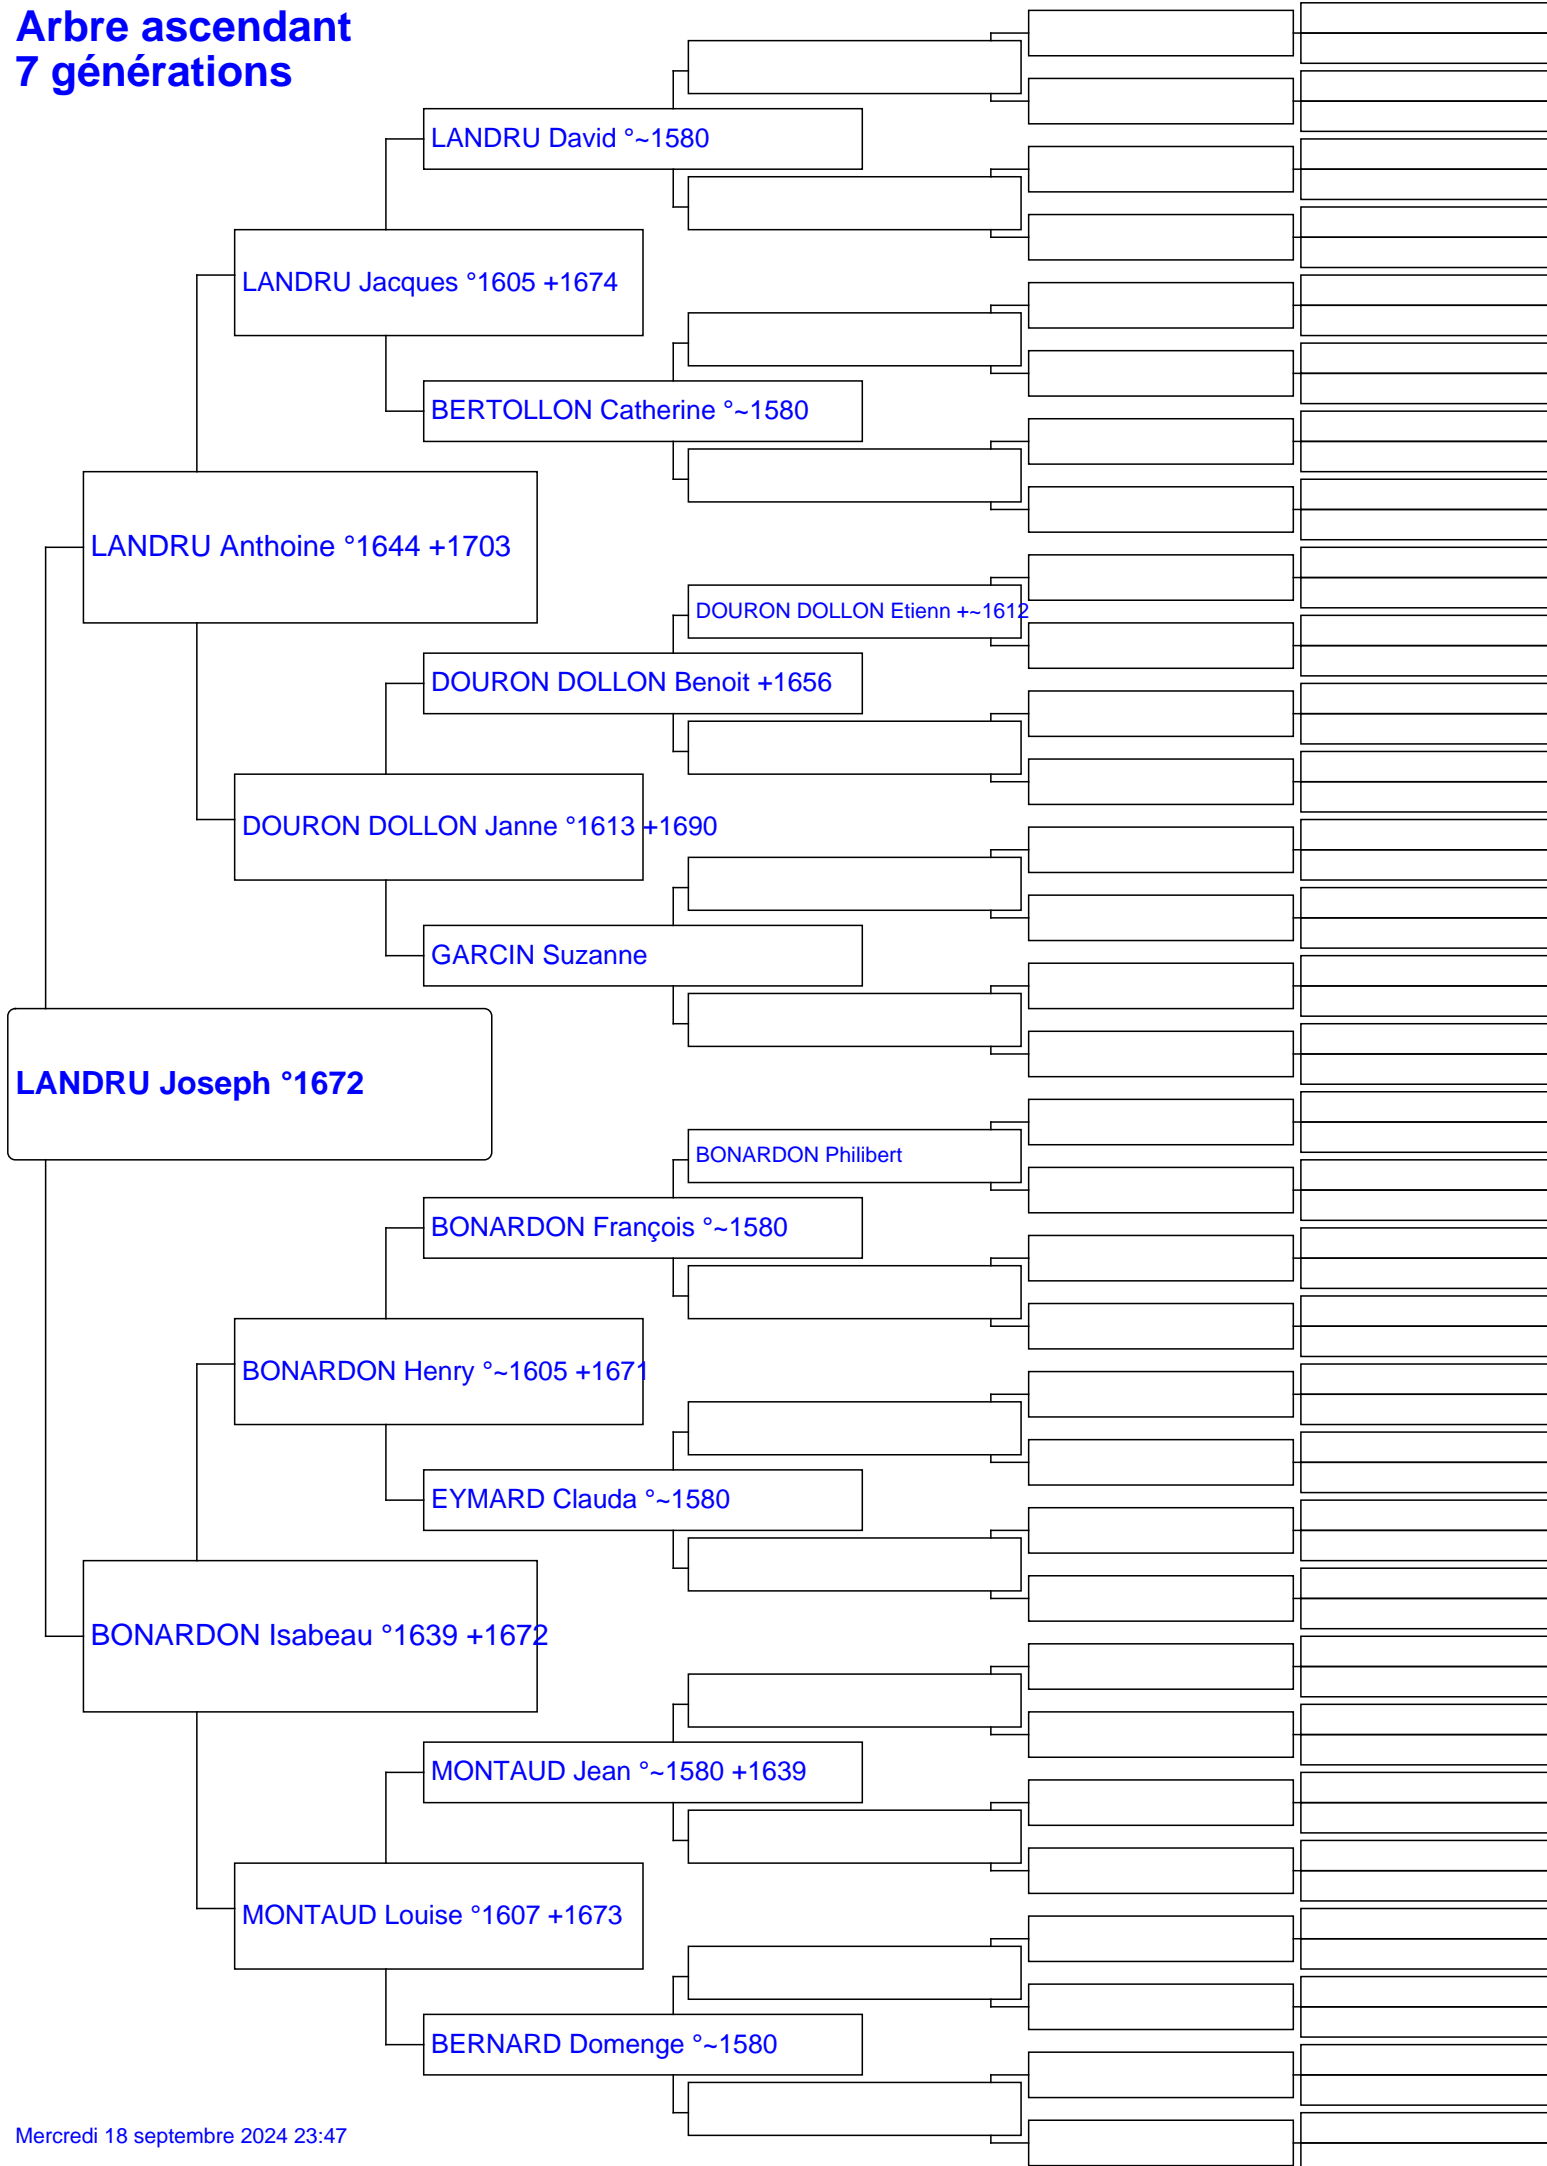 Arbre ascendant
7 générations
LANDRU David °~1580
LANDRU Jacques °1605 +1674
BERTOLLON Catherine °~1580
LANDRU Anthoine °1644 +1703
DOURON DOLLON Etienn +~1612
DOURON DOLLON Benoit +1656
DOURON DOLLON Janne °1613 +1690
GARCIN Suzanne
LANDRU Joseph °1672
BONARDON Philibert
BONARDON François °~1580
BONARDON Henry °~1605 +1671
EYMARD Clauda °~1580
BONARDON Isabeau °1639 +1672
MONTAUD Jean °~1580 +1639
MONTAUD Louise °1607 +1673
BERNARD Domenge °~1580
Mercredi 18 septembre 2024 23:47